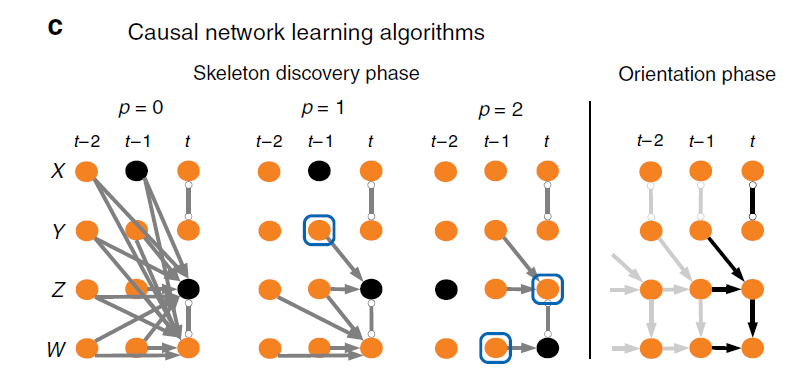 c Causal network learning algorithms
Skeleton discovery phase Orientation phase
p = 0 p = 1 p = 2
t–2 t–1 t t–2 t–1 t t–2 t–1 t t–2 t–1 t
X
Y
Z
W